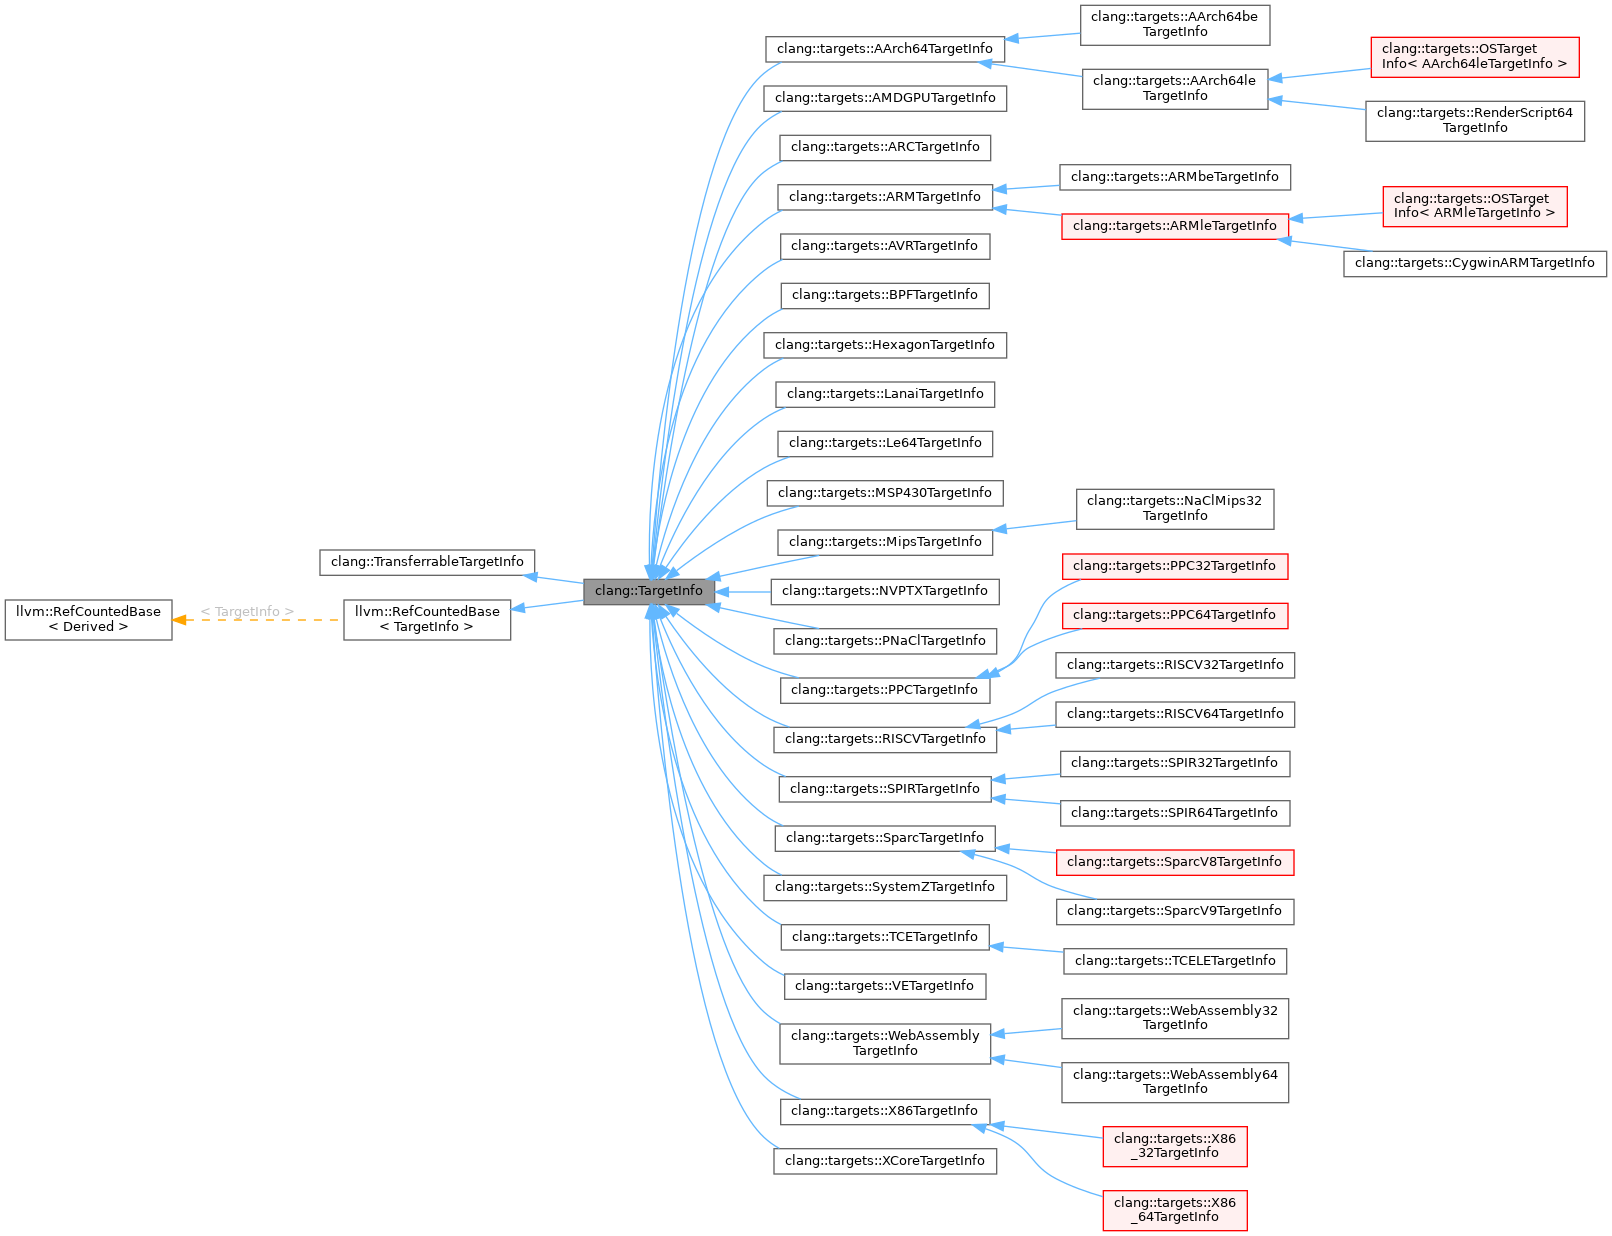 clang::targets::AArch64be
TargetInfo
clang::targets::AArch64TargetInfo
clang::targets::OSTarget
Info< AArch64leTargetInfo >
clang::targets::AArch64le
TargetInfo
clang::targets::AMDGPUTargetInfo
clang::targets::RenderScript64
TargetInfo
clang::targets::ARCTargetInfo
clang::targets::ARMbeTargetInfo
clang::targets::ARMTargetInfo
clang::targets::OSTarget
Info< ARMleTargetInfo >
clang::targets::ARMleTargetInfo
clang::targets::AVRTargetInfo
clang::targets::CygwinARMTargetInfo
clang::targets::BPFTargetInfo
clang::targets::HexagonTargetInfo
clang::targets::LanaiTargetInfo
clang::targets::Le64TargetInfo
clang::targets::MSP430TargetInfo
clang::targets::NaClMips32
TargetInfo
clang::targets::MipsTargetInfo
clang::TransferrableTargetInfo
clang::targets::PPC32TargetInfo
clang::TargetInfo
clang::targets::NVPTXTargetInfo
llvm::RefCountedBase
< Derived >
< TargetInfo >
llvm::RefCountedBase
< TargetInfo >
clang::targets::PPC64TargetInfo
clang::targets::PNaClTargetInfo
clang::targets::RISCV32TargetInfo
clang::targets::PPCTargetInfo
clang::targets::RISCV64TargetInfo
clang::targets::RISCVTargetInfo
clang::targets::SPIR32TargetInfo
clang::targets::SPIRTargetInfo
clang::targets::SPIR64TargetInfo
clang::targets::SparcTargetInfo
clang::targets::SparcV8TargetInfo
clang::targets::SystemZTargetInfo
clang::targets::SparcV9TargetInfo
clang::targets::TCETargetInfo
clang::targets::TCELETargetInfo
clang::targets::VETargetInfo
clang::targets::WebAssembly32
TargetInfo
clang::targets::WebAssembly
TargetInfo
clang::targets::WebAssembly64
TargetInfo
clang::targets::X86TargetInfo
clang::targets::X86
_32TargetInfo
clang::targets::XCoreTargetInfo
clang::targets::X86
_64TargetInfo